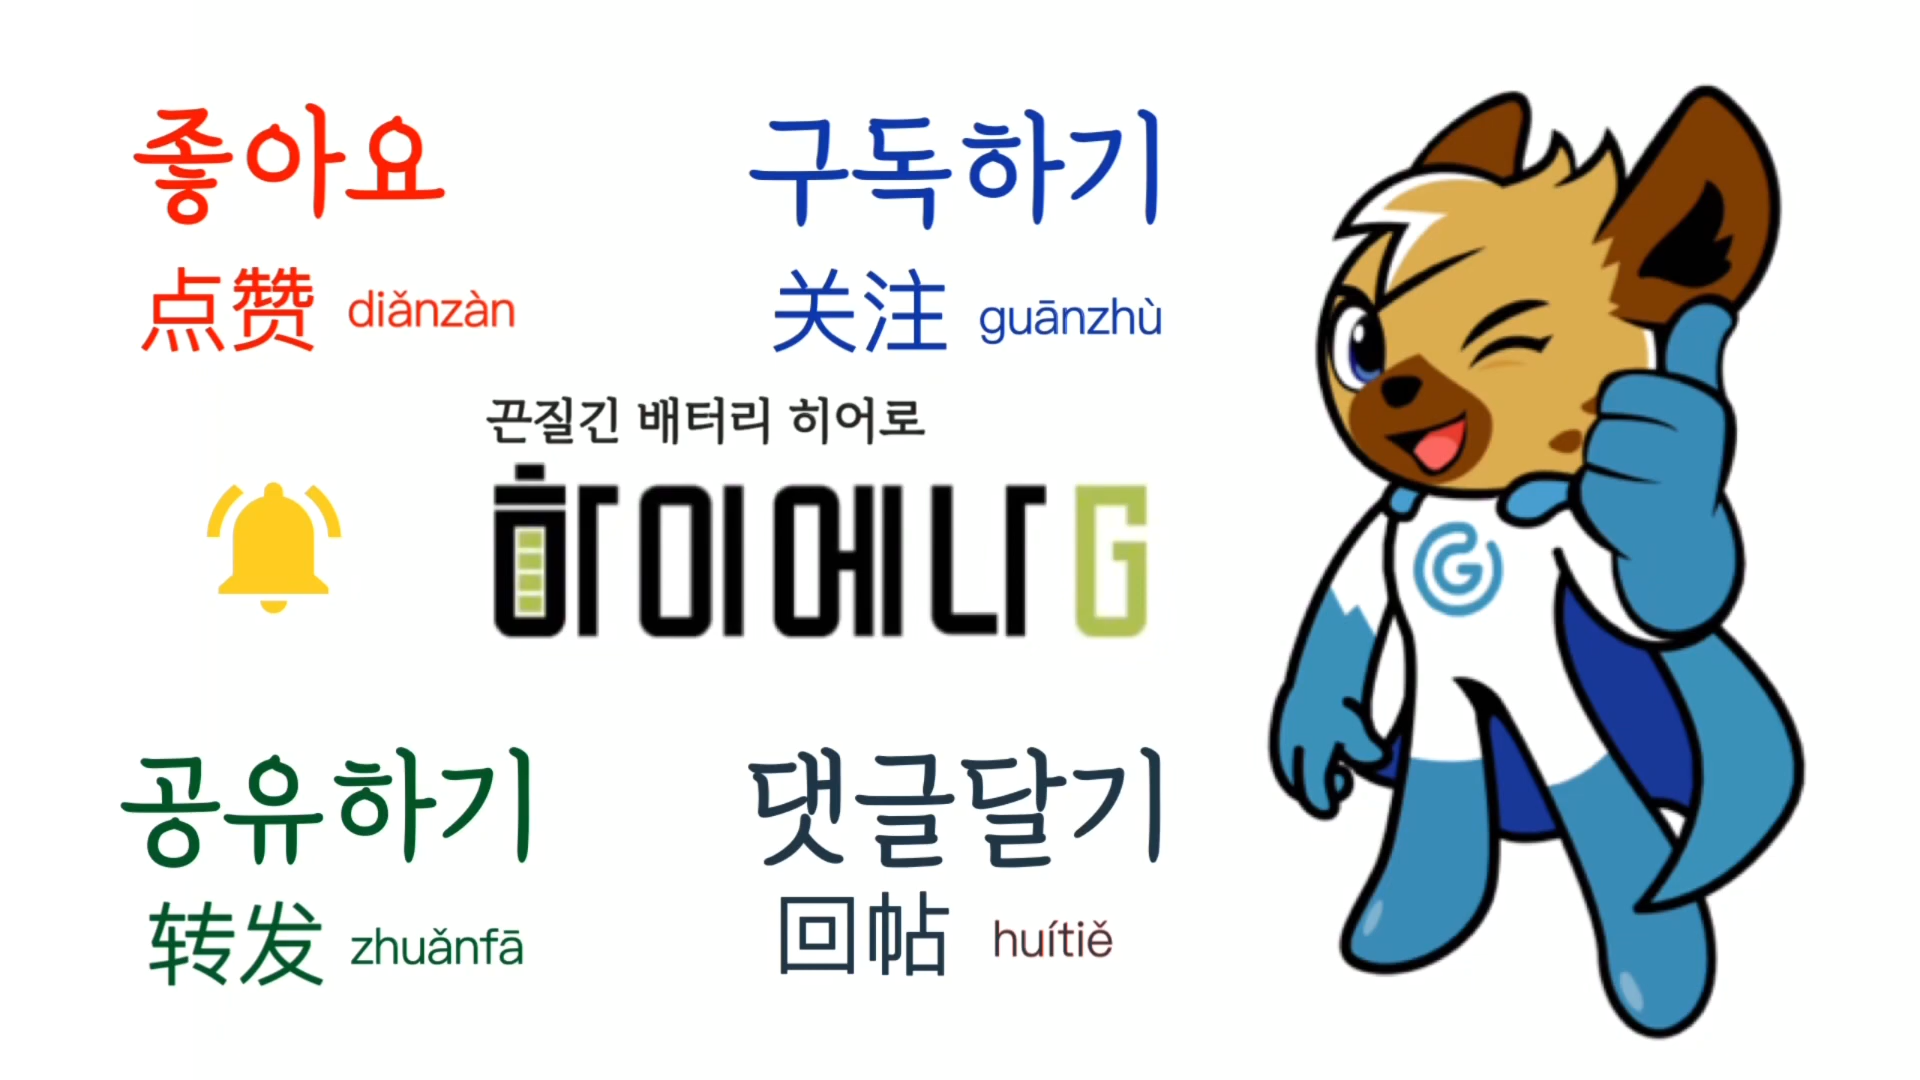 좋아요
点赞 diǎnzàn
구독하기
关注 guānzhù
끈질긴 배터리 히어로
하이에나 G
G
공유하기
转发 zhuǎnfā
댓글달기
回帖 huítiě